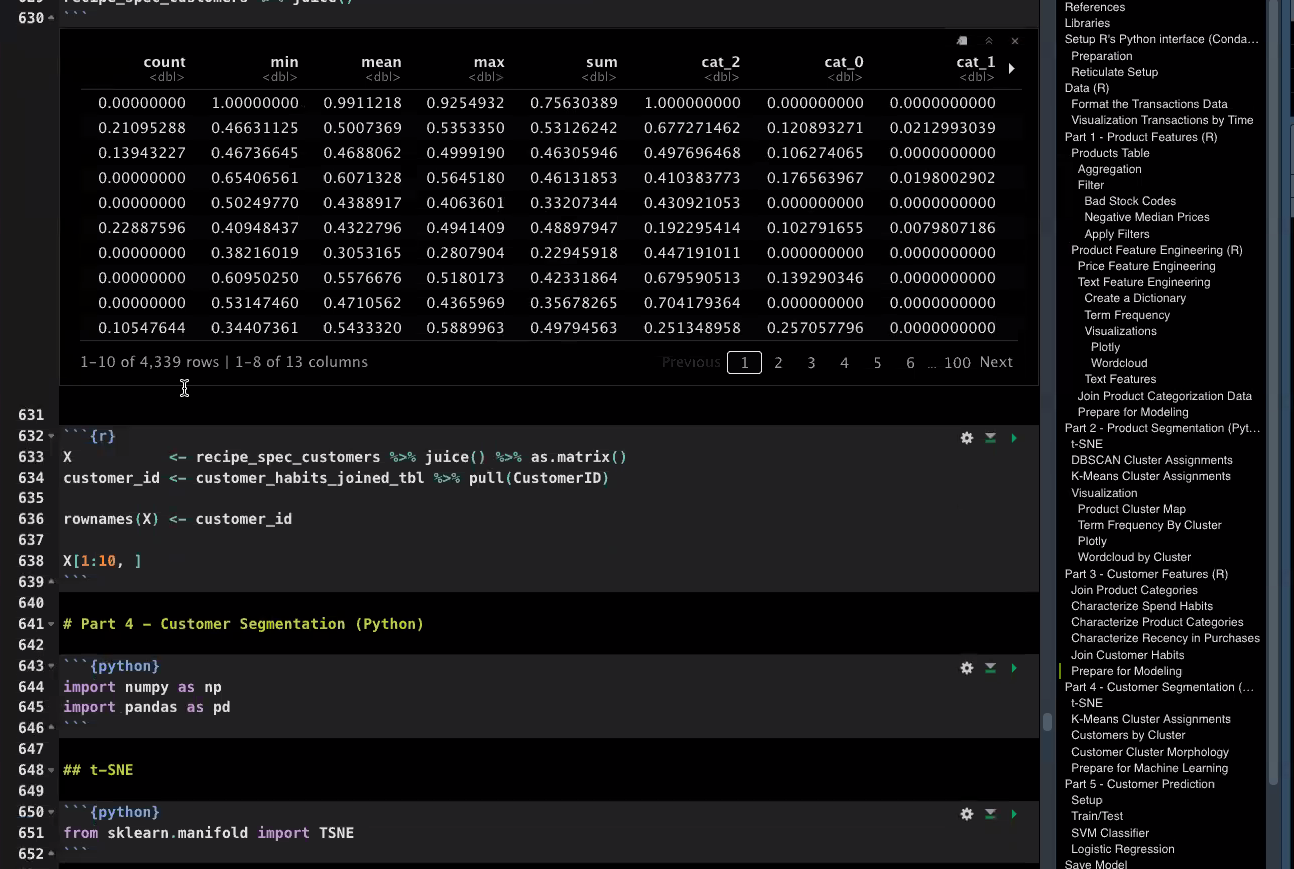 629
630
```
count min mean max sum cat_2 cat_0 cat_1
<dbl> <dbl> <dbl> <dbl> <dbl> <dbl> <dbl> <dbl>
0.00000000 1.00000000 0.9911218 0.9254932 0.75630389 1.000000000 0.000000000 0.0000000000
0.21095288 0.46631125 0.5007369 0.5353350 0.53126242 0.677271462 0.120893271 0.0212993039
0.13943227 0.46736645 0.4688062 0.4999190 0.46305946 0.497696468 0.106274065 0.0000000000
0.00000000 0.65406561 0.6071328 0.5645180 0.46131853 0.410383773 0.176563967 0.0198002902
0.00000000 0.50249770 0.4388917 0.4063601 0.33207344 0.430921053 0.000000000 0.0000000000
0.22887596 0.40948437 0.4322796 0.4941409 0.48897947 0.192295414 0.102791655 0.0079807186
0.00000000 0.38216019 0.3053165 0.2807904 0.22945918 0.447191011 0.000000000 0.0000000000
0.00000000 0.60950250 0.5576676 0.5180173 0.42331864 0.679590513 0.139290346 0.0000000000
0.00000000 0.53147460 0.4710562 0.4365969 0.35678265 0.704179364 0.000000000 0.0000000000
0.10547644 0.34407361 0.5433320 0.5889963 0.49794563 0.251348958 0.257057796 0.0000000000
1-10 of 4,339 rows | 1-8 of 13 columns Previous 1 2 3 4 5 6 ... 100 Next
631
632 ```{r}
633 X <- recipe_spec_customers %>% juice() %>% as.matrix()
634 customer_id <- customer_habits_joined_tbl %>% pull(CustomerID)
635
636 rownames(X) <- customer_id
637
638 X[1:10, ]
639 ```
640
641 # Part 4 - Customer Segmentation (Python)
642
643 ```{python}
644 import numpy as np
645 import pandas as pd
646 ```
647
648 ## t-SNE
649
650 ```{python}
651 from sklearn.manifold import TSNE
652 ```
References
Libraries
Setup R's Python interface (Conda...
Preparation
Reticulate Setup
Data (R)
Format the Transactions Data
Visualization Transactions by Time
Part 1 - Product Features (R)
Products Table
Aggregation
Filter
Bad Stock Codes
Negative Median Prices
Apply Filters
Product Feature Engineering (R)
Price Feature Engineering
Text Feature Engineering
Create a Dictionary
Term Frequency
Visualizations
Plotly
Wordcloud
Text Features
Join Product Categorization Data
Prepare for Modeling
Part 2 - Product Segmentation (Pyt...
t-SNE
DBSCAN Cluster Assignments
K-Means Cluster Assignments
Visualization
Product Cluster Map
Term Frequency By Cluster
Plotly
Wordcloud by Cluster
Part 3 - Customer Features (R)
Join Product Categories
Characterize Spend Habits
Characterize Product Categories
Characterize Recency in Purchases
Join Customer Habits
Prepare for Modeling
Part 4 - Customer Segmentation (...
t-SNE
K-Means Cluster Assignments
Customers by Cluster
Customer Cluster Morphology
Prepare for Machine Learning
Part 5 - Customer Prediction
Setup
Train/Test
SVM Classifier
Logistic Regression
Save Model